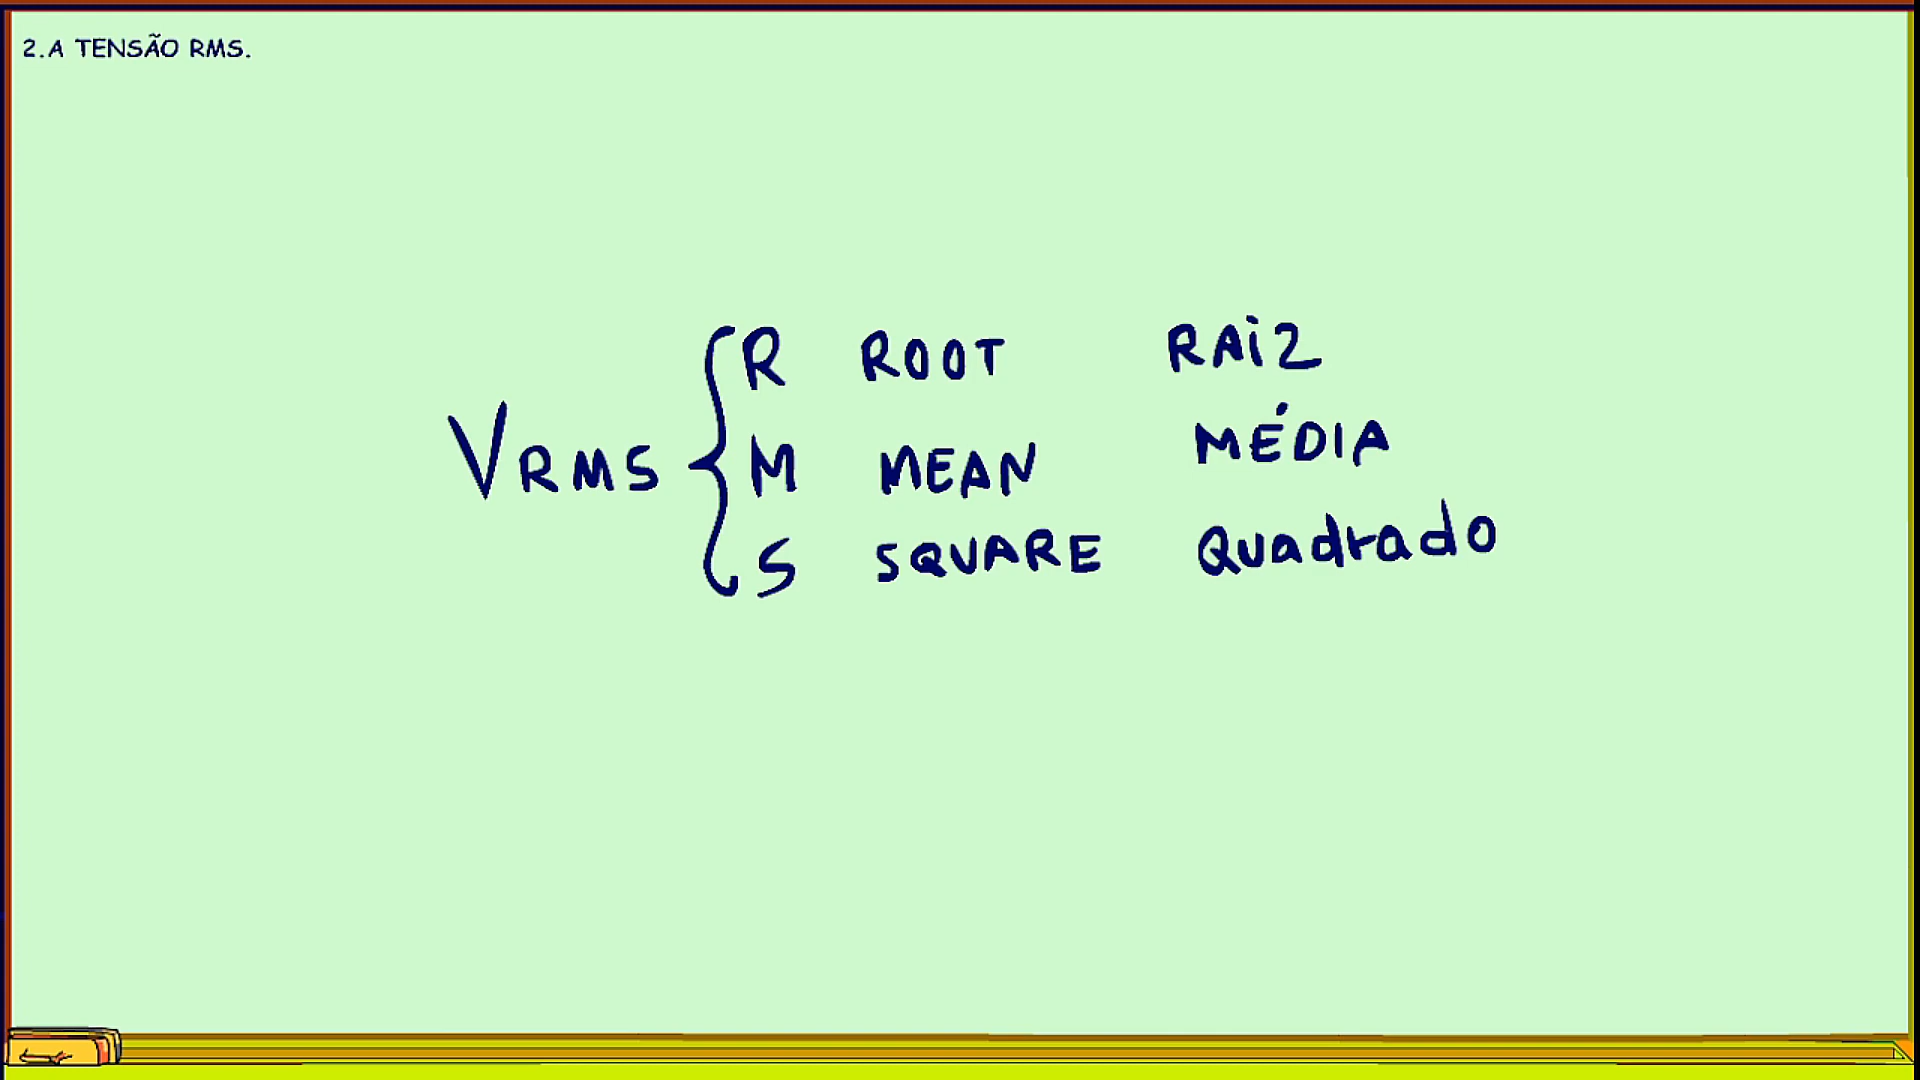 2.A TENSÃO RMS.
R ROOT RAiZ
VRMS { M MEAN MÉDIA
S SQUARE Quadrado